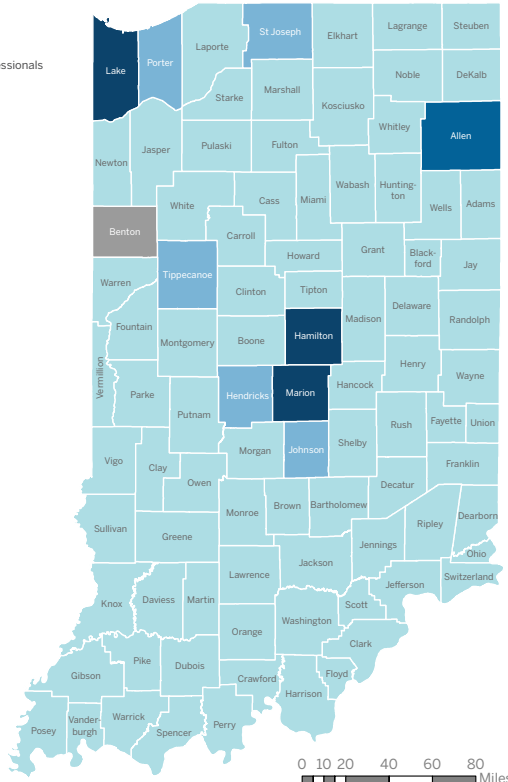 essionals
Lake
Porter
Laporte
St Joseph
Elkhart
Lagrange
Steuben
Noble
DeKalb
Starke
Marshall
Kosciusko
Whitley
Allen
Newton
Jasper
Pulaski
Fulton
White
Cass
Miami
Wabash
Hunting-
ton
Wells
Adams
Benton
Carroll
Howard
Grant
Black-
ford
Jay
Warren
Tippecanoe
Clinton
Tipton
Madison
Delaware
Randolph
Fountain
Montgomery
Boone
Hamilton
Henry
Wayne
Vermillion
Parke
Putnam
Hendricks
Marion
Hancock
Rush
Fayette
Union
Vigo
Clay
Morgan
Johnson
Shelby
Franklin
Owen
Monroe
Brown
Bartholomew
Decatur
Sullivan
Greene
Jennings
Ripley
Dearborn
Ohio
Switzerland
Knox
Daviess
Martin
Lawrence
Jackson
Jefferson
Scott
Orange
Washington
Clark
Gibson
Pike
Dubois
Crawford
Harrison
Floyd
Posey
Vander-
burgh
Warrick
Spencer
Perry
0 10 20 40 60 80
Miles